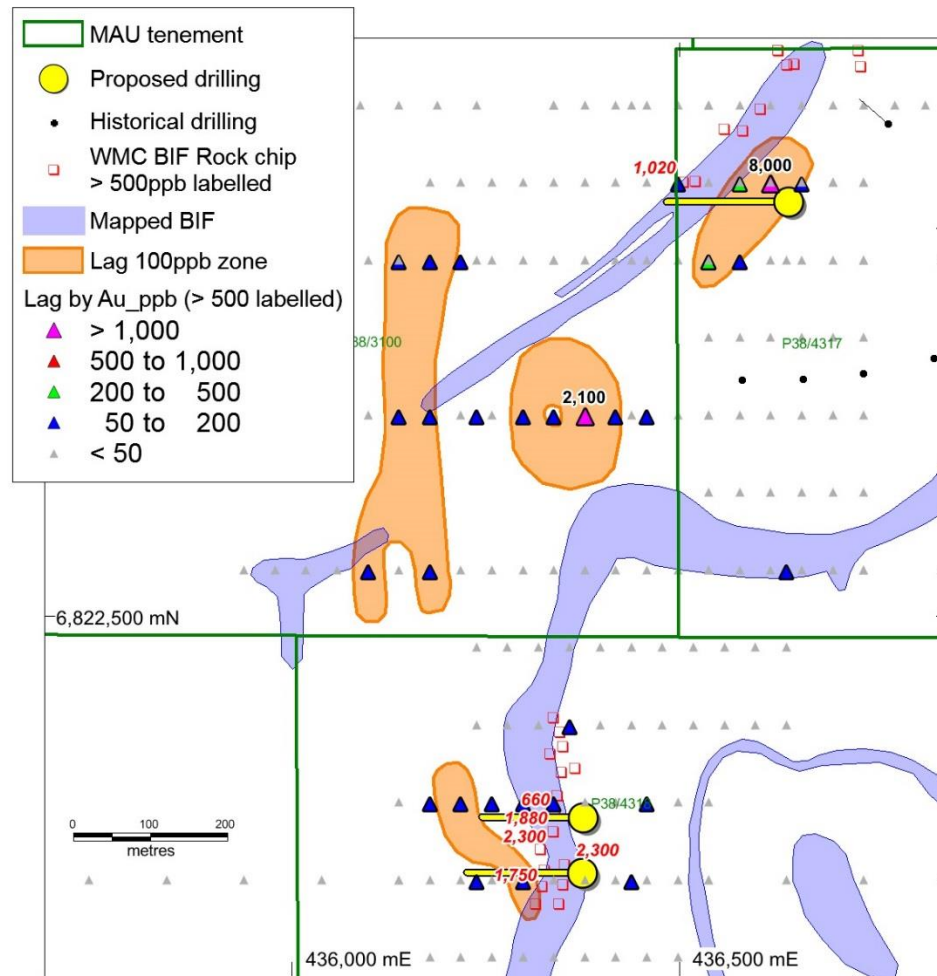 MAU tenement
Proposed drilling
Historical drilling
WMC BIF Rock chip
> 500ppb labelled
Mapped BIF
Lag 100ppb zone
Lag by Au_ppb (> 500 labelled)
> 1,000
500 to 1,000
200 to 500
50 to 200
< 50
1,020
8,000
38/3100
P38/4317
2,100
6,822,500 mN
660
P38/431
1,880
2,300
2,300
1,750
0 100 200
metres
436,000 mE
436,500 mE